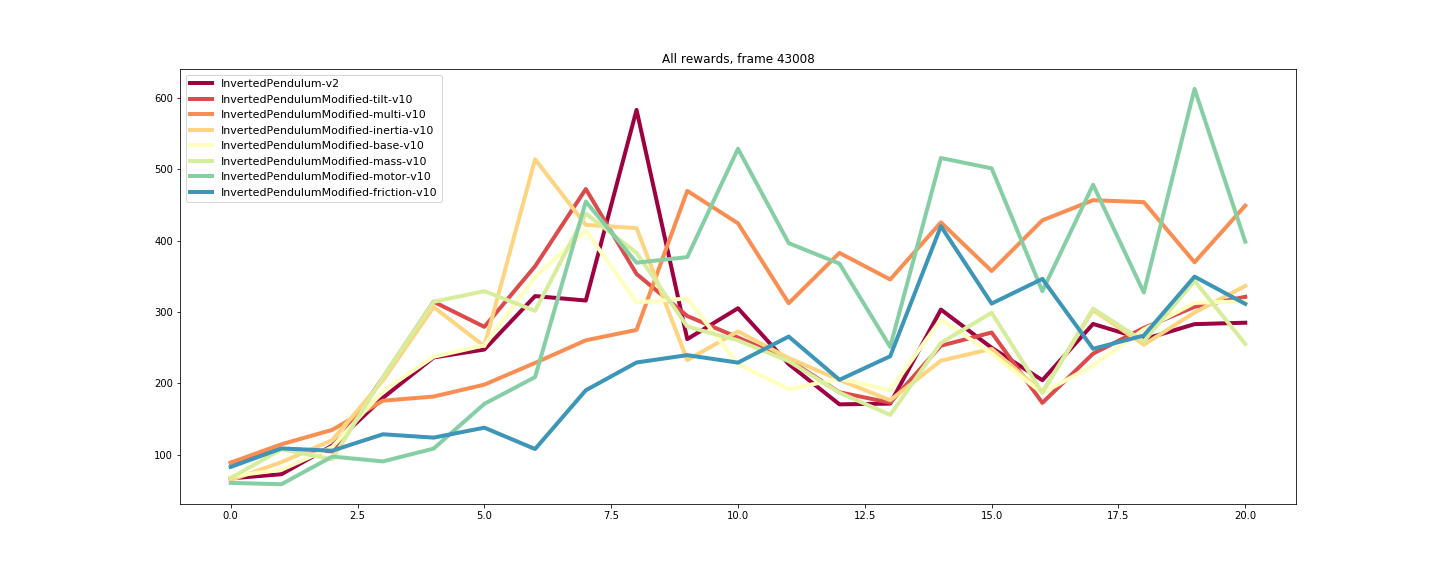 All rewards, frame 43008
InvertedPendulum-v2
InvertedPendulumModified-tilt-v10
InvertedPendulumModified-multi-v10
InvertedPendulumModified-inertia-v10
InvertedPendulumModified-base-v10
InvertedPendulumModified-mass-v10
InvertedPendulumModified-motor-v10
InvertedPendulumModified-friction-v10
600
500
400
300
200
100
0.0 2.5 5.0 7.5 10.0 12.5 15.0 17.5 20.0